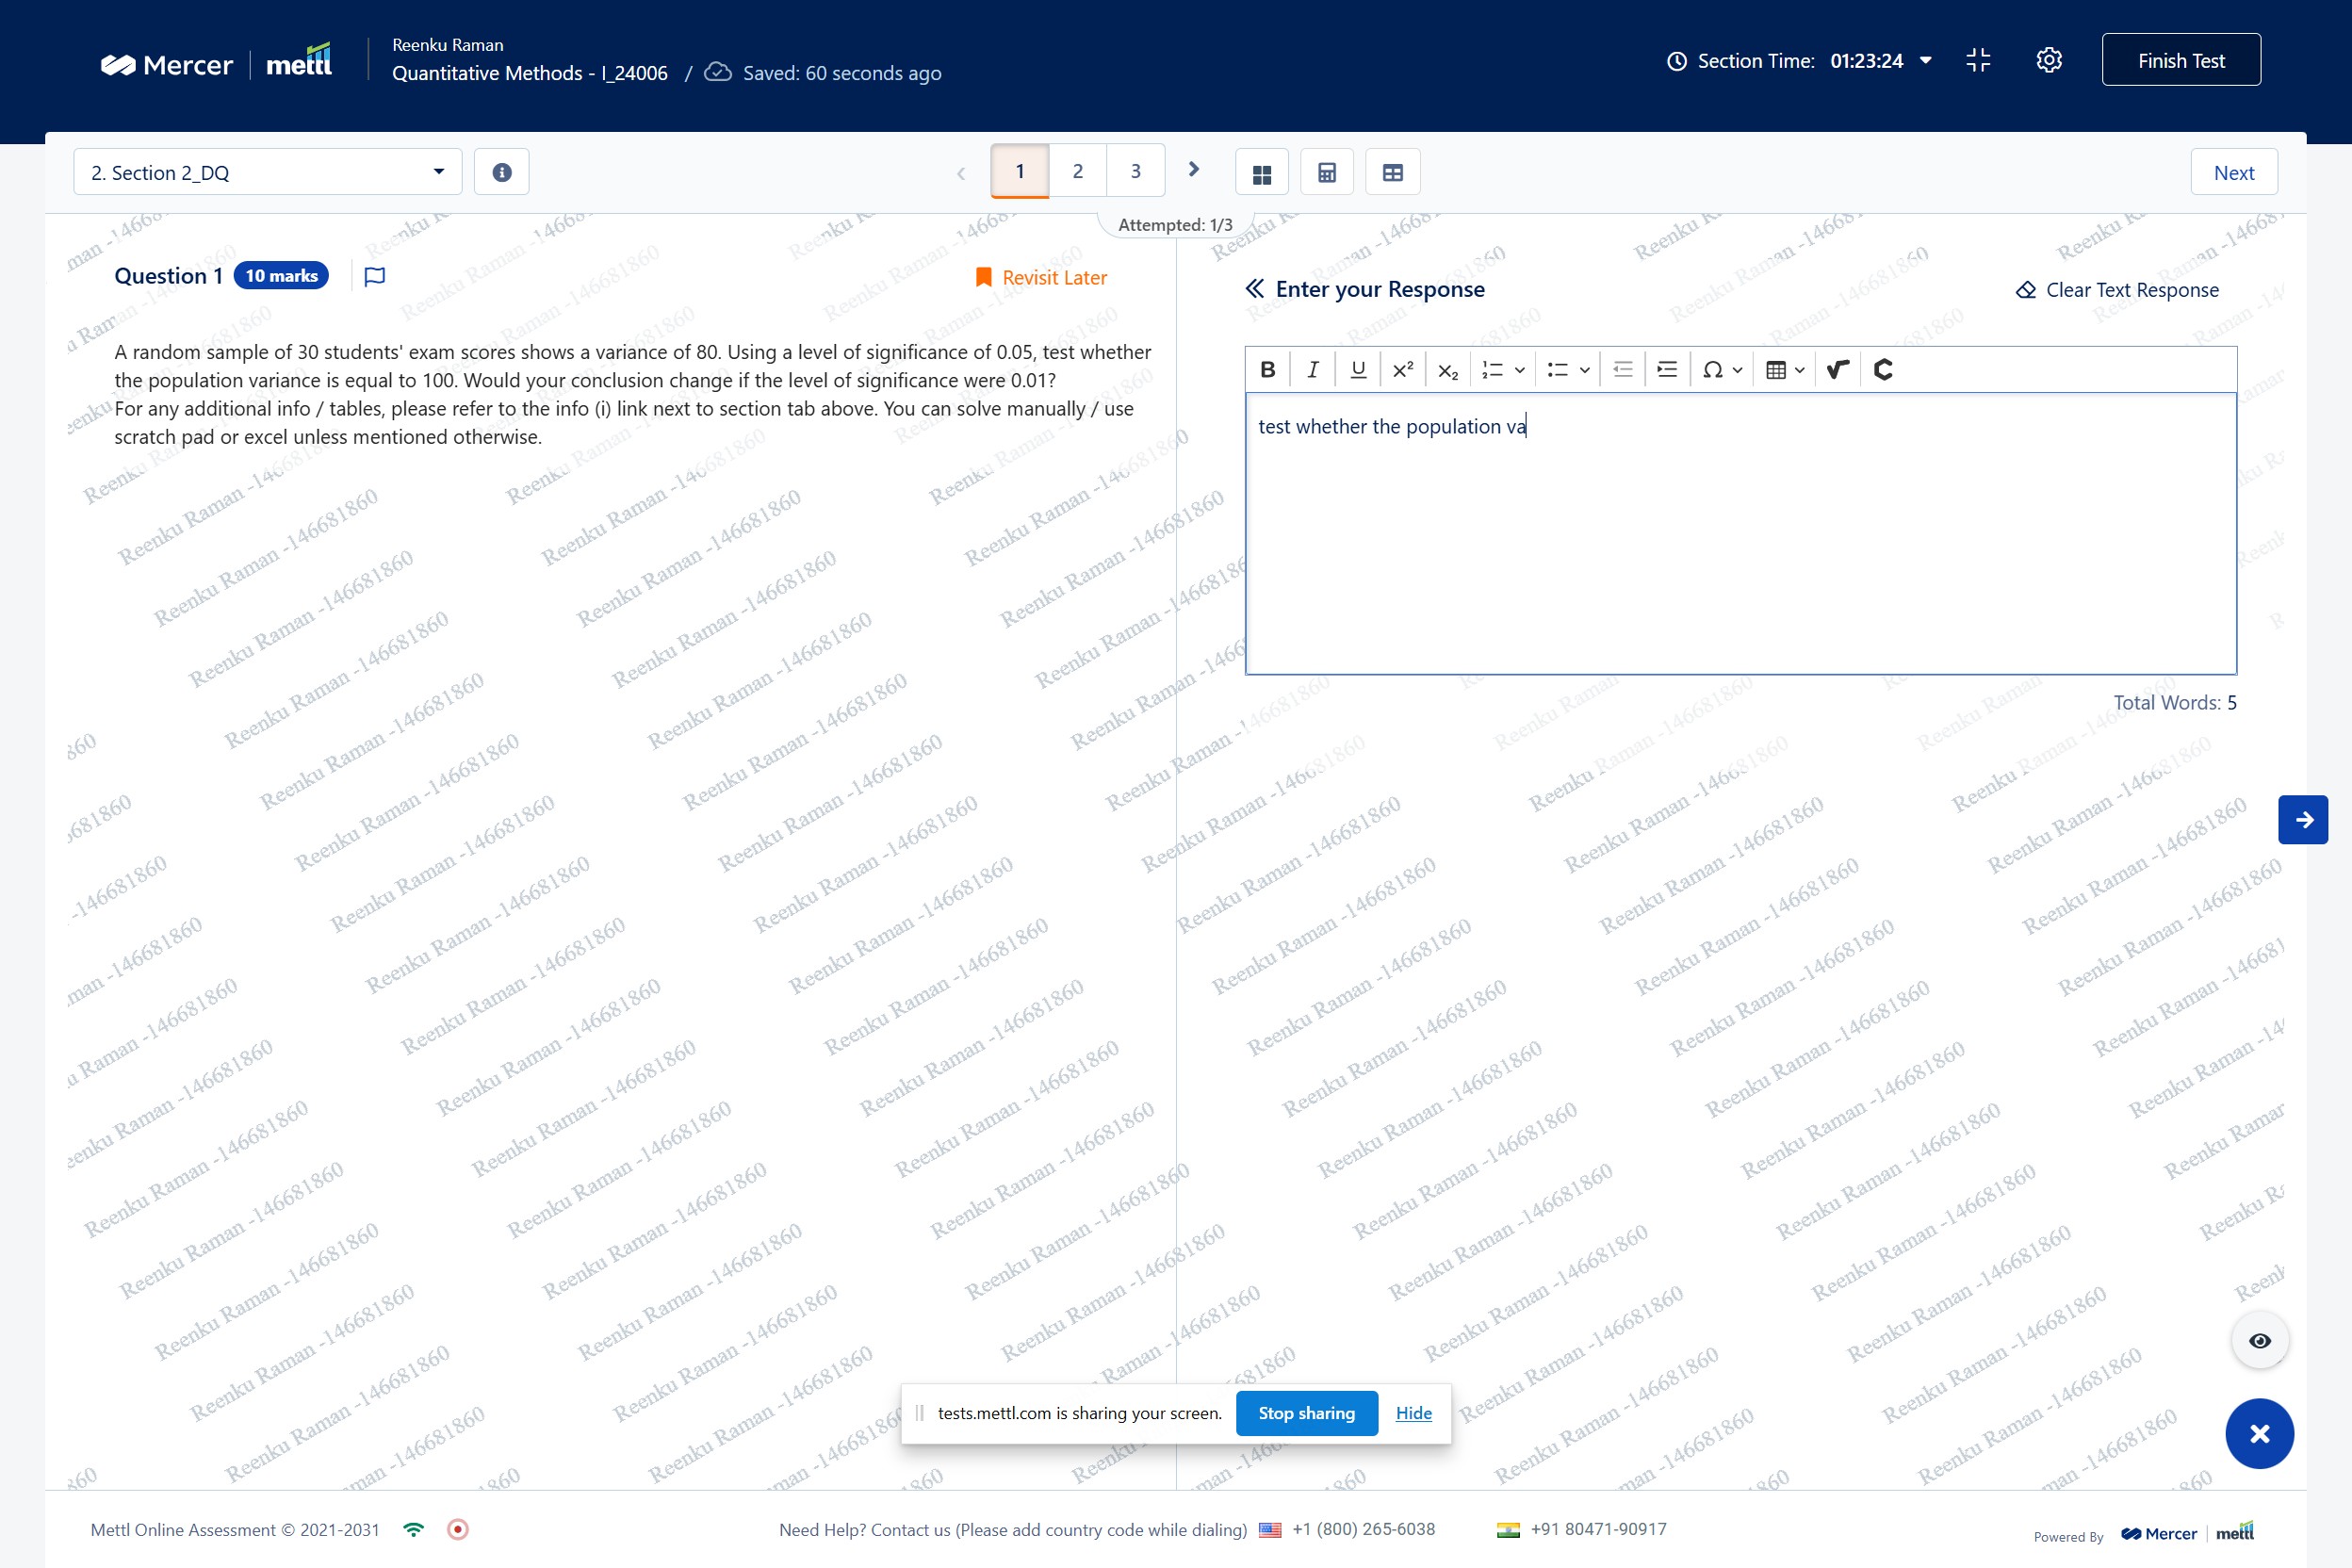 Mercer | mettl
Reenku Raman
Quantitative Methods - I_24006 / Saved: 60 seconds ago
Section Time: 01:23:24
Finish Test
2. Section 2_DQ
1 2 3
Next
Attempted: 1/3
Question 1 10 marks
Revisit Later
A random sample of 30 students' exam scores shows a variance of 80. Using a level of significance of 0.05, test whether
the population variance is equal to 100. Would your conclusion change if the level of significance were 0.01?
For any additional info / tables, please refer to the info (i) link next to section tab above. You can solve manually / use
scratch pad or excel unless mentioned otherwise.
Enter your Response
Clear Text Response
test whether the population va
Total Words: 5
Reenku Raman -146681860
tests.mettl.com is sharing your screen. Stop sharing Hide
Mettl Online Assessment © 2021-2031
Need Help? Contact us (Please add country code while dialing) +1 (800) 265-6038 +91 80471-90917
Powered By Mercer | mettl